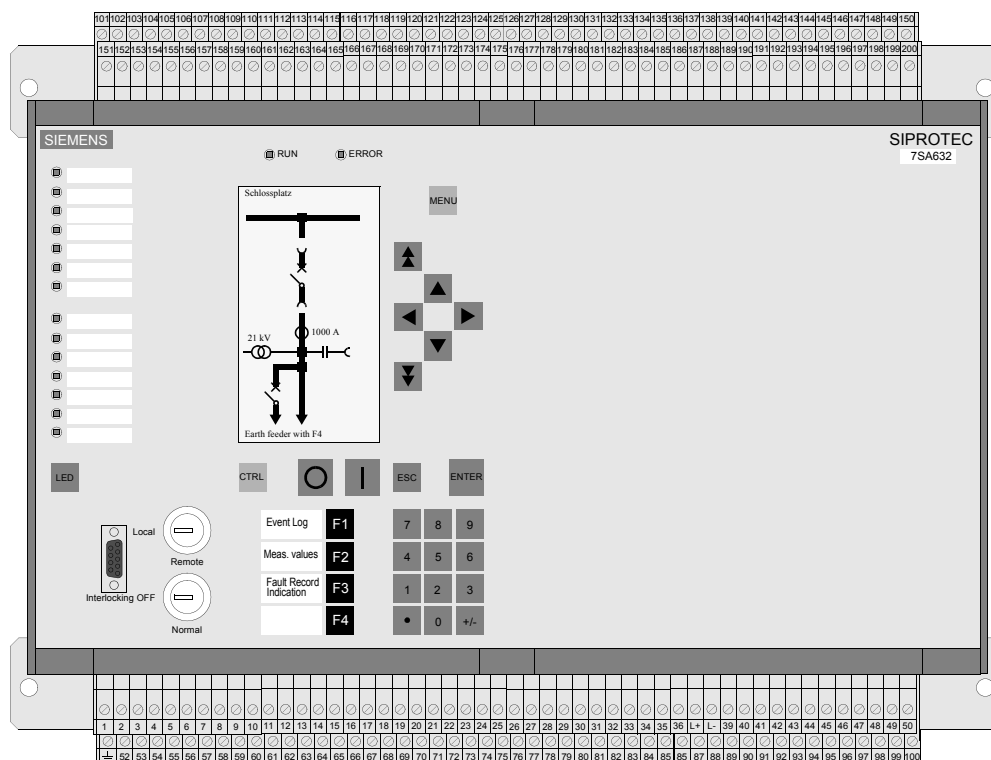 101 102 103 104 105 106 107 108 109 110 111 112 113 114 115 116 117 118 119 120 121 122 123 124 125 126 127 128 129 130 131 132 133 134 135 136 137 138 139 140 141 142 143 144 145 146 147 148 149 150
151 152 153 154 155 156 157 158 159 160 161 162 163 164 165 166 167 168 169 170 171 172 173 174 175 176 177 178 179 180 181 182 183 184 185 186 187 188 189 190 191 192 193 194 195 196 197 198 199 200
SIEMENS
SIPROTEC
7SA632
RUN
ERROR
Schlossplatz
MENU
1000 A
21 kV
Earth feeder with F4
LED
CTRL
ESC
ENTER
Event Log
F1
7 8 9
Local
Remote
Meas. values
F2
4 5 6
Fault Record
Indication
F3
1 2 3
Interlocking OFF
Normal
F4
• 0 +/-
1 2 3 4 5 6 7 8 9 10 11 12 13 14 15 16 17 18 19 20 21 22 23 24 25 26 27 28 29 30 31 32 33 34 35 36 L+ L- 39 40 41 42 43 44 45 46 47 48 49 50
52 53 54 55 56 57 58 59 60 61 62 63 64 65 66 67 68 69 70 71 72 73 74 75 76 77 78 79 80 81 82 83 84 85 85 87 88 89 90 91 92 93 94 95 96 97 98 99 100